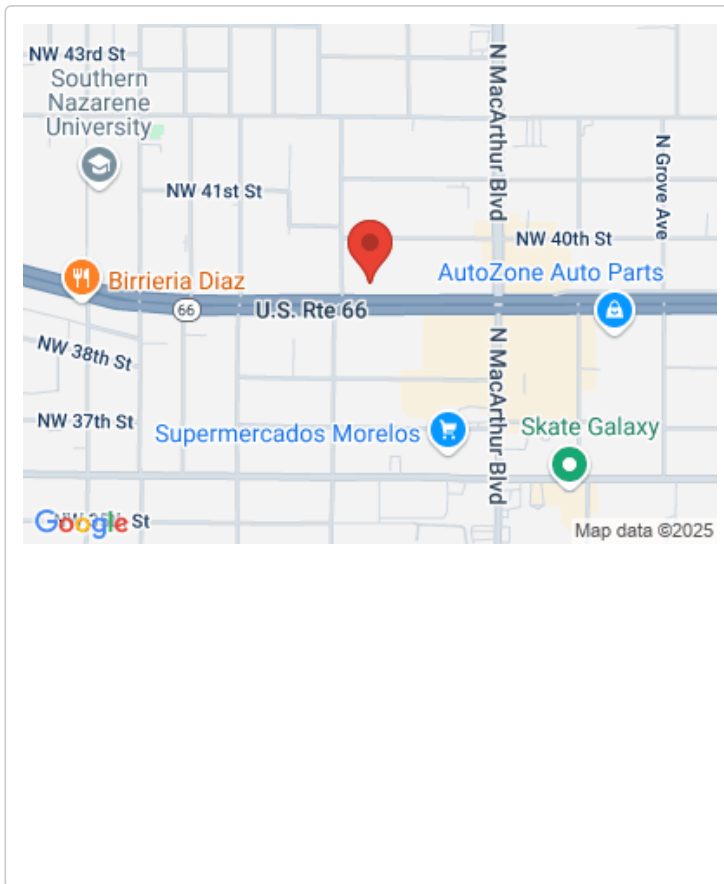 NW 43rd St
Southern
Nazarene
University
N MacArthur Blvd
N Grove Ave
NW 41st St
NW 40th St
Birrieria Diaz
AutoZone Auto Parts
66
U.S. Rte 66
NW 38th St
N MacArthur Blvd
NW 37th St
Supermercados Morelos
Skate Galaxy
Google
St
Map data ©2025